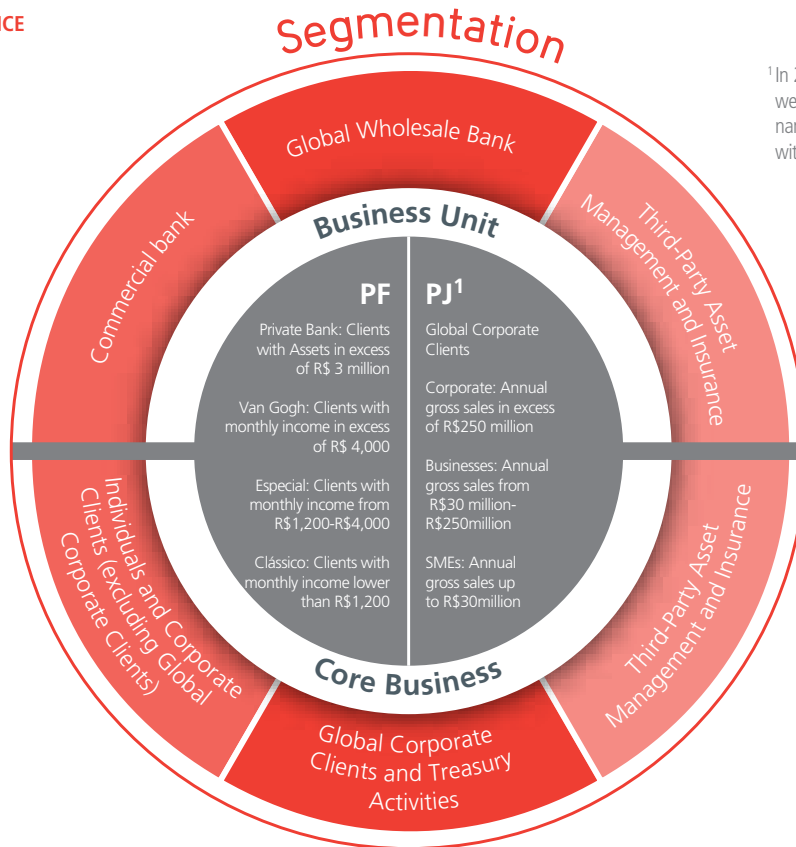 Segmentation
Global Wholesale Bank
Commercial bank
Third-Party Asset
Management and Insurance
Business Unit
PF
Private Bank: Clients
with Assets in excess
of R$ 3 million
Van Gogh: Clients with
monthly income in excess
of R$ 4,000
Especial: Clients with
monthly income from
R$1,200-R$4,000
Clássico: Clients with
monthly income lower
than R$1,200
PJ¹
Global Corporate
Clients
Corporate: Annual
gross sales in excess
of R$250 million
Businesses: Annual
gross sales from
R$30 million-
R$250million
SMEs: Annual
gross sales up
to R$30million
Core Business
Individuals and Corporate
Clients (excluding Global
Corporate Clients)
Global Corporate
Clients and Treasury
Activities
Third-Party Asset
Management and Insurance
¹ In